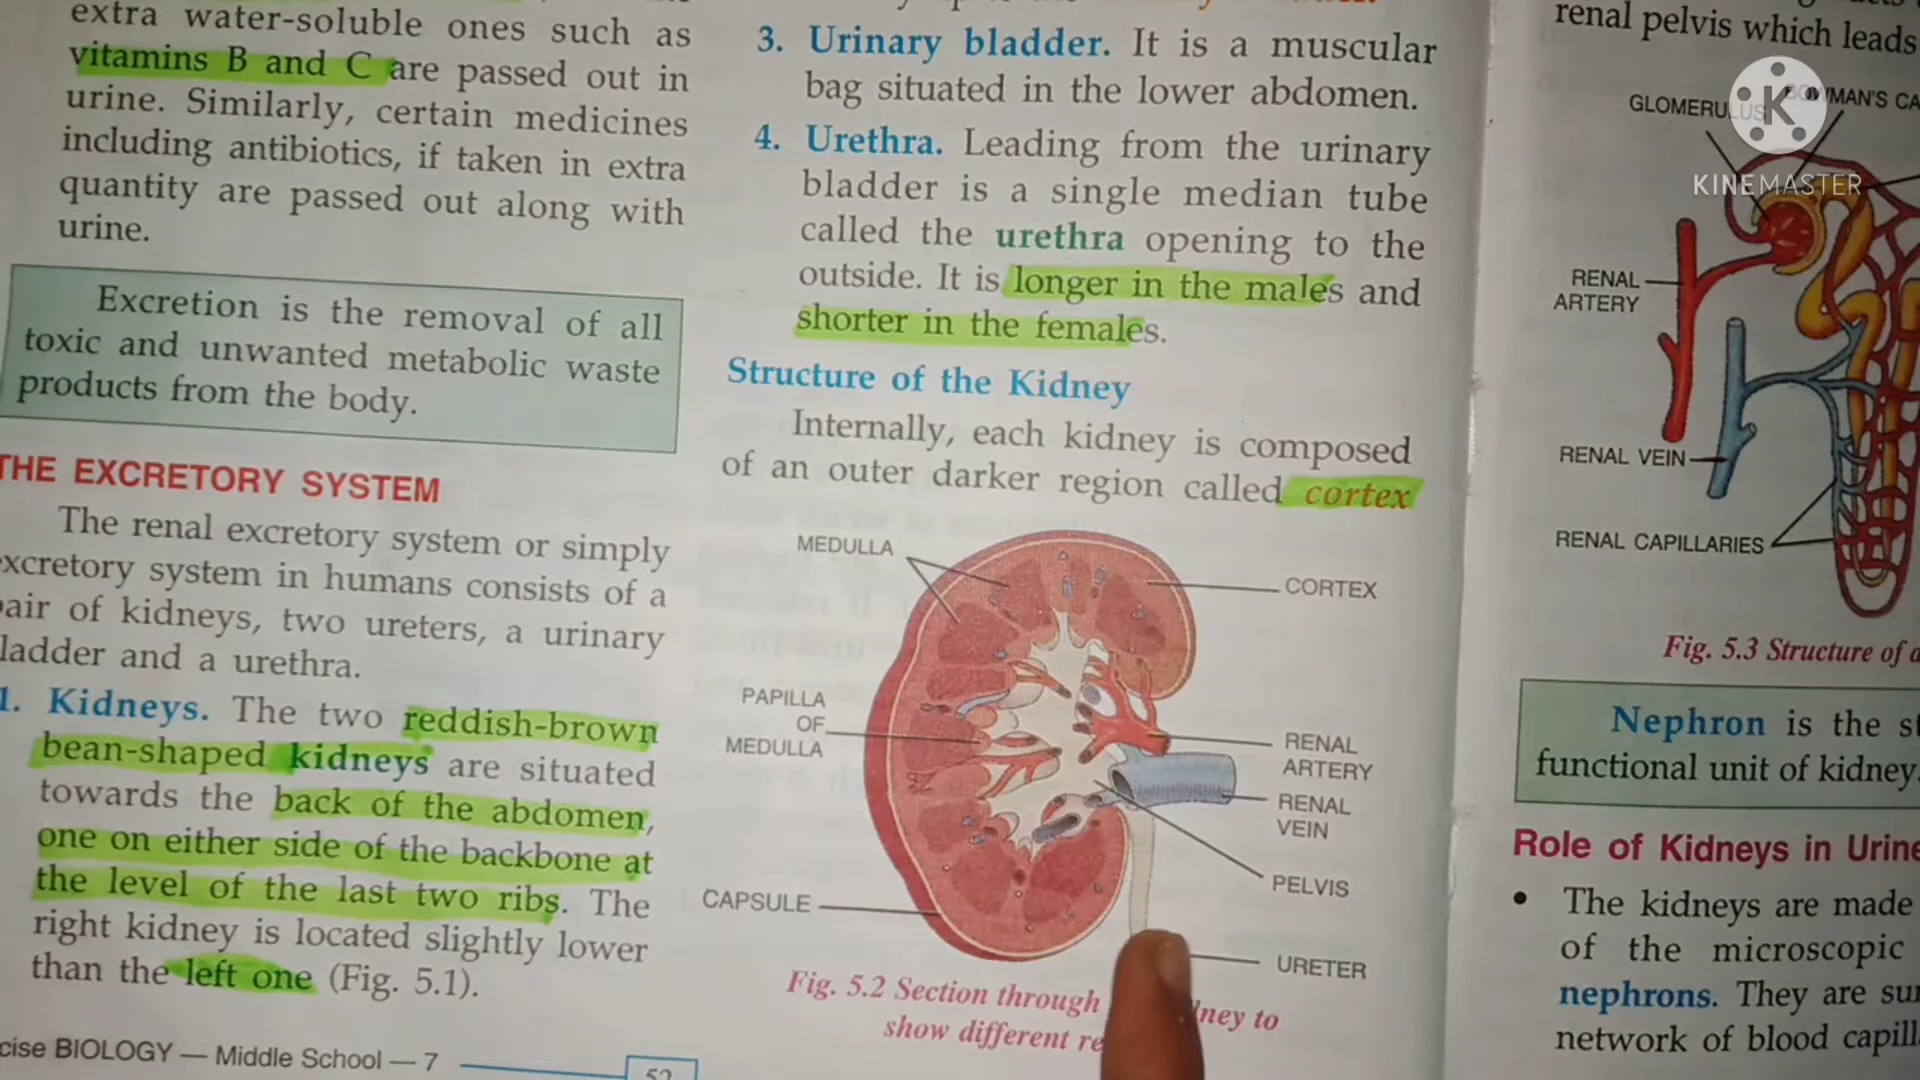 extra water-soluble ones such as
vitamins B and C are passed out in
urine. Similarly, certain medicines
including antibiotics, if taken in extra
quantity are passed out along with
urine.
Excretion is the removal of all
toxic and unwanted metabolic waste
products from the body.
THE EXCRETORY SYSTEM
The renal excretory system or simply
excretory system in humans consists of a
pair of kidneys, two ureters, a urinary
ladder and a urethra.
1. Kidneys. The two reddish-brown
bean-shaped kidneys are situated
towards the back of the abdomen,
one on either side of the backbone at
the level of the last two ribs. The
right kidney is located slightly lower
than the left one (Fig. 5.1).
cise BIOLOGY — Middle School — 7
52
3. Urinary bladder. It is a muscular
bag situated in the lower abdomen.
4. Urethra. Leading from the urinary
bladder is a single median tube
called the urethra opening to the
outside. It is longer in the males and
shorter in the females.
Structure of the Kidney
Internally, each kidney is composed
of an outer darker region called cortex
MEDULLA
CORTEX
PAPILLA
OF
MEDULLA
RENAL
ARTERY
RENAL
VEIN
PELVIS
CAPSULE
URETER
Fig. 5.2 Section through dney to
show different re
renal pelvis which leads
GLOMERULUS
BOWMAN'S CA
KINEMASTER
RENAL
ARTERY
RENAL VEIN
RENAL CAPILLARIES
Fig. 5.3 Structure of a
Nephron is the st
functional unit of kidney
Role of Kidneys in Urine
• The kidneys are made
of the microscopic
nephrons. They are sur
network of blood capill